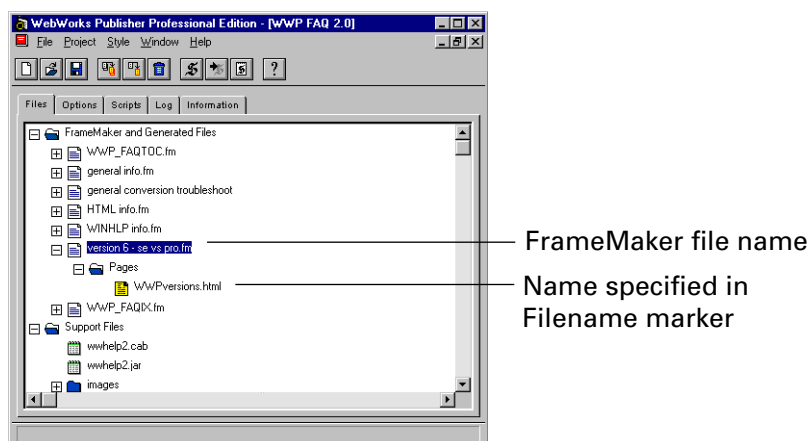 WebWorks Publisher Professional Edition - [WWP FAQ 2.0]
File Project Style Window Help
Files Options Scripts Log Information
FrameMaker and Generated Files
WWP_FAQTOC.fm
general info.fm
general conversion troubleshoot
HTML info.fm
WINHLP info.fm
version 6 - se vs pro.fm
FrameMaker file name
Pages
WWPversions.html
Name specified in
Filename marker
WWP_FAQIX.fm
Support Files
wwhelp2.cab
wwhelp2.jar
images